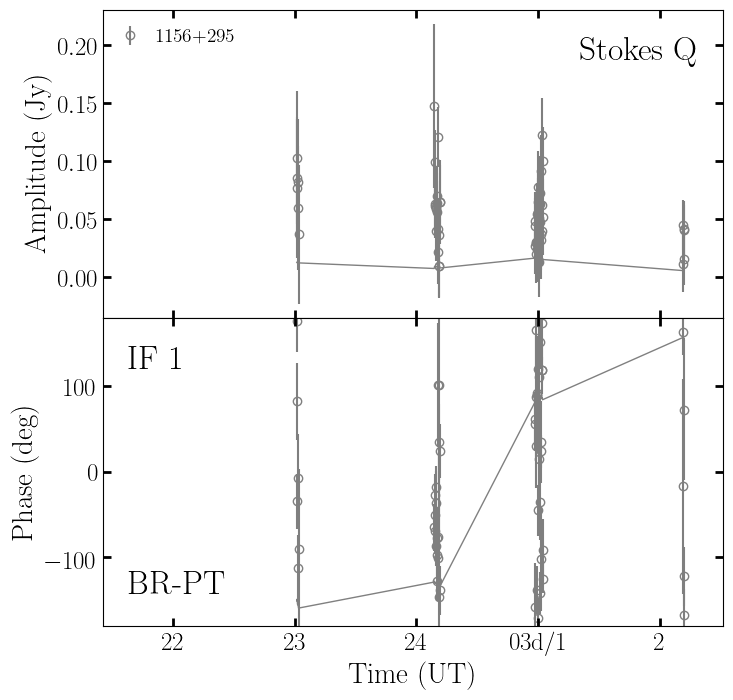 1156+295
Stokes Q
Amplitude (Jy)
0.20
0.15
0.10
0.05
0.00
IF 1
BR-PT
Phase (deg)
100
0
−100
22
23
24
03d/1
2
Time (UT)